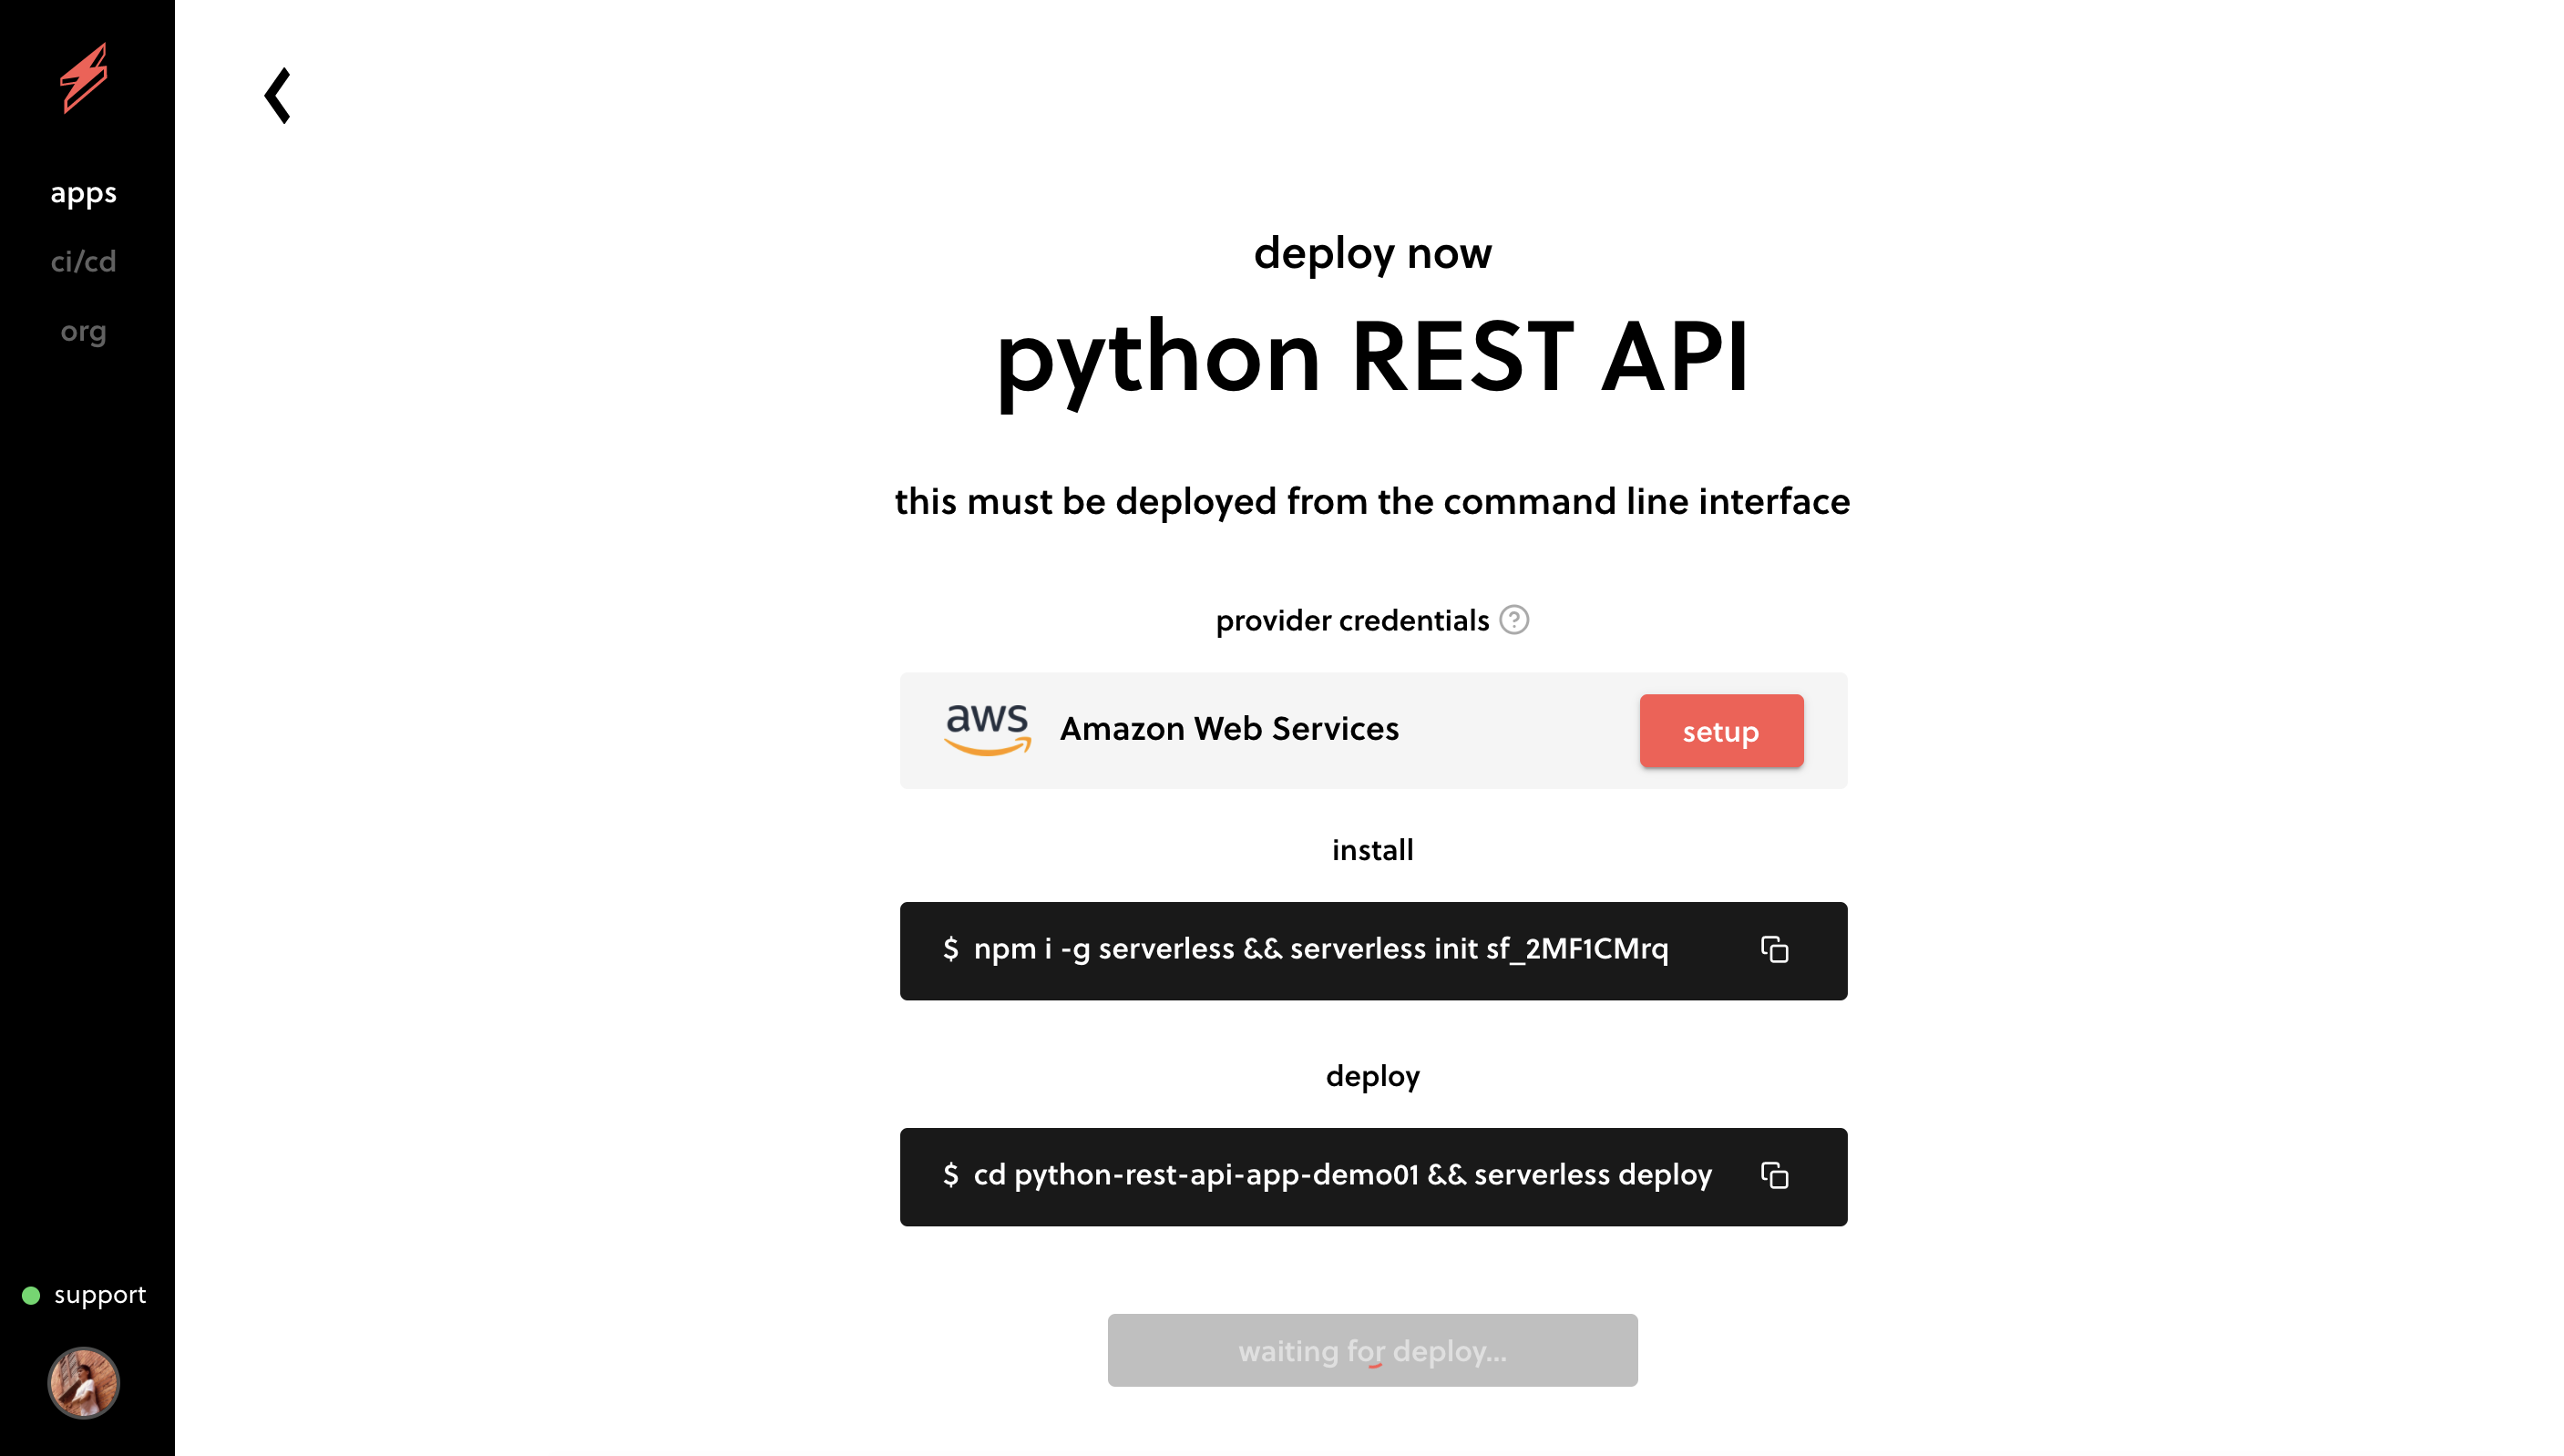 apps
ci/cd
org
support
deploy now
python REST API
this must be deployed from the command line interface
provider credentials ?
aws Amazon Web Services setup
install
$ npm i -g serverless && serverless init sf_2MF1CMrq
deploy
$ cd python-rest-api-app-demo01 && serverless deploy
waiting for deploy...